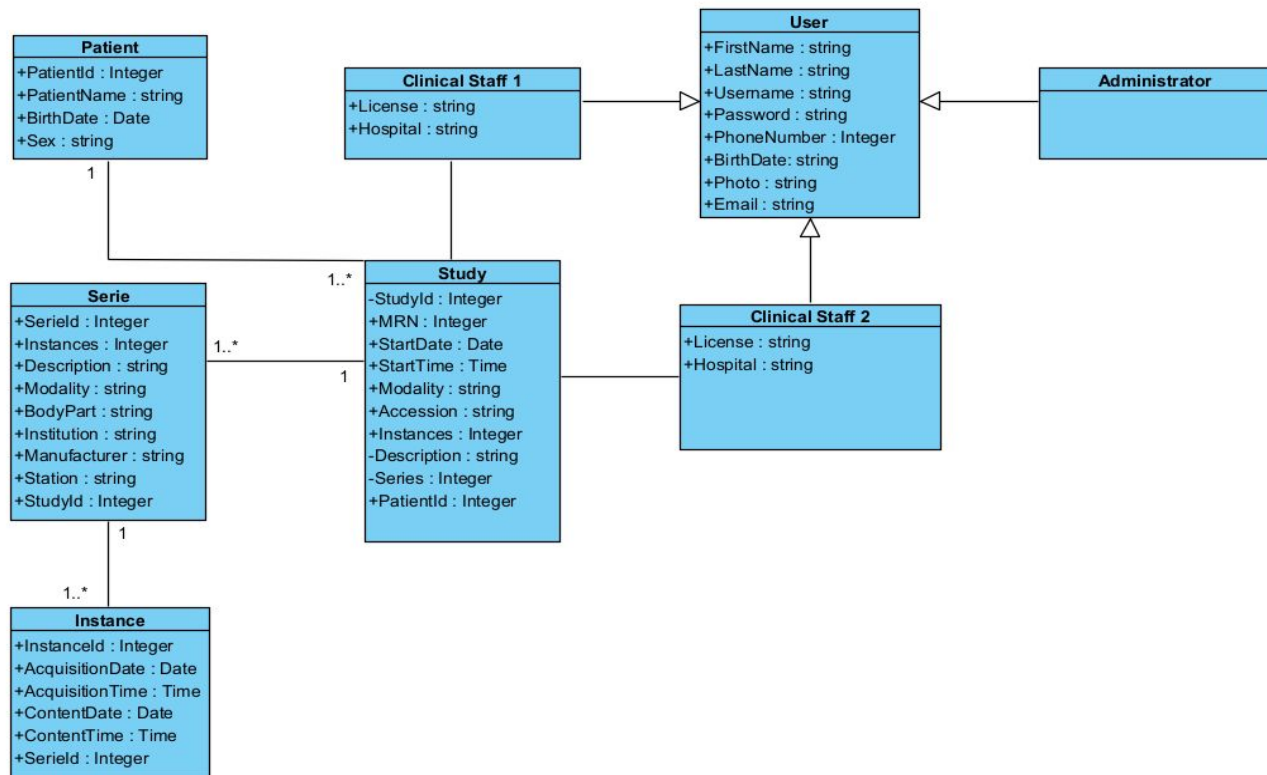 Patient
+PatientId : Integer
+PatientName : string
+BirthDate : Date
+Sex : string
1
Clinical Staff 1
+License : string
+Hospital : string
User
+FirstName : string
+LastName : string
+Username : string
+Password : string
+PhoneNumber : Integer
+BirthDate: string
+Photo : string
+Email : string
Administrator
1..*
Study
-StudyId : Integer
+MRN : Integer
+StartDate : Date
+StartTime : Time
+Modality : string
+Accession : string
+Instances : Integer
-Description : string
-Series : Integer
+PatientId : Integer
Clinical Staff 2
+License : string
+Hospital : string
Serie
+SerieId : Integer
+Instances : Integer
+Description : string
+Modality : string
+BodyPart : string
+Institution : string
+Manufacturer : string
+Station : string
+StudyId : Integer
1..*
1
1
1..*
Instance
+InstanceId : Integer
+AcquisitionDate : Date
+AcquisitionTime : Time
+ContentDate : Date
+ContentTime : Time
+SerieId : Integer